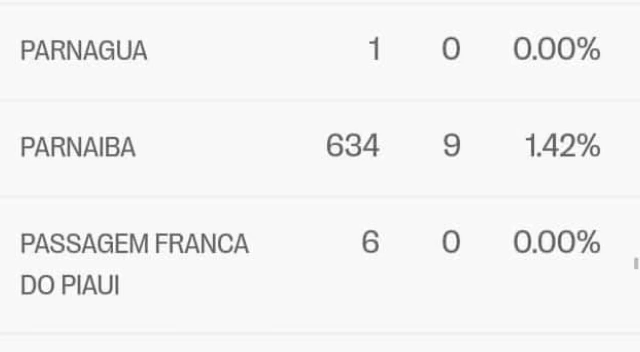 PARNAGUA 1 0 0.00%
PARNAIBA 634 9 1.42%
PASSAGEM FRANCA 6 0 0.00%
DO PIAUI